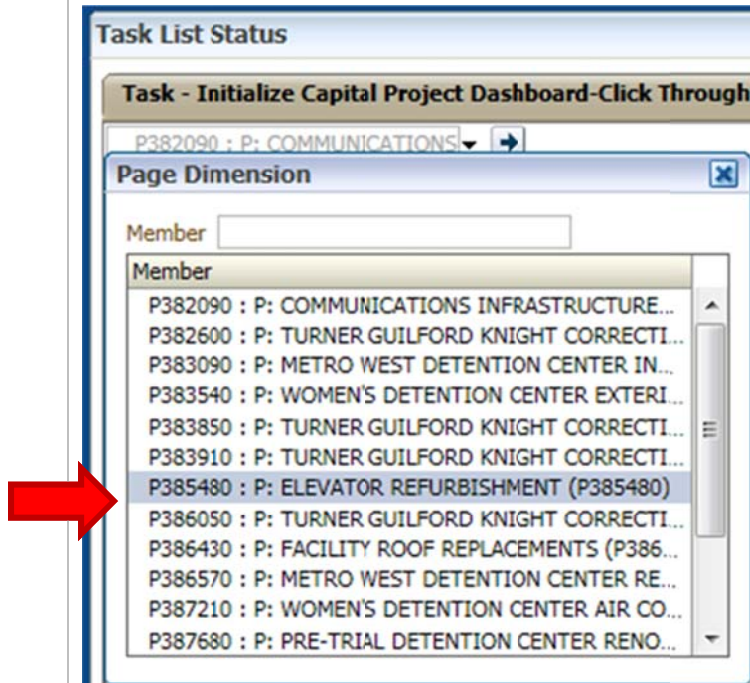 Task List Status
Task - Initialize Capital Project Dashboard-Click Through
P382090 : P: COMMUNICATIONS
Page Dimension
Member
Member
P382090 : P: COMMUNICATIONS INFRASTRUCTURE...
P382600 : P: TURNER GUILFORD KNIGHT CORRECTI...
P383090 : P: METRO WEST DETENTION CENTER IN...
P383540 : P: WOMEN'S DETENTION CENTER EXTERI...
P383850 : P: TURNER GUILFORD KNIGHT CORRECTI...
P383910 : P: TURNER GUILFORD KNIGHT CORRECTI...
P385480 : P: ELEVATOR REFURBISHMENT (P385480)
P386050 : P: TURNER GUILFORD KNIGHT CORRECTI...
P386430 : P: FACILITY ROOF REPLACEMENTS (P386...
P386570 : P: METRO WEST DETENTION CENTER RE...
P387210 : P: WOMEN'S DETENTION CENTER AIR CO...
P387680 : P: PRE-TRIAL DETENTION CENTER RENO...